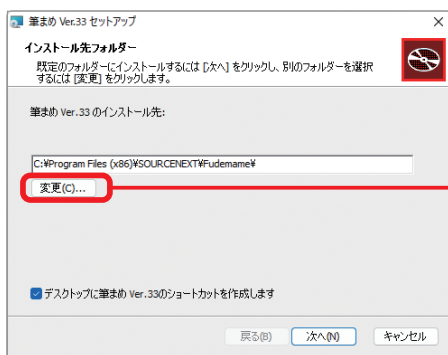 筆まめ Ver.33 セットアップ
インストール先フォルダー
既定のフォルダーにインストールするには [次へ] をクリックし、別のフォルダーを選択
するには [変更] をクリックします。
筆まめ Ver.33 のインストール先:
C:¥Program Files (x86)¥SOURCENEXT¥Fudemame¥
変更(C)...
デスクトップに筆まめ Ver.33のショートカットを作成します
戻る(B)
次へ(N)
キャンセル